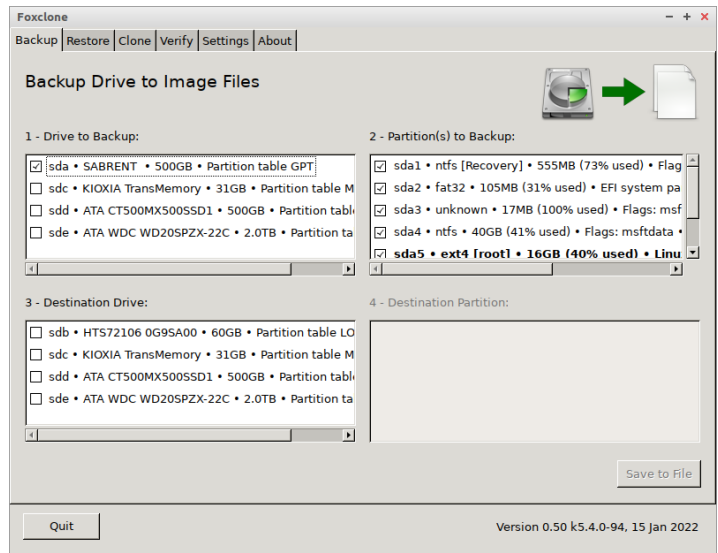 Foxclone
Backup Restore Clone Verify Settings About
Backup Drive to Image Files
1 - Drive to Backup:
sda • SABRENT • 500GB • Partition table GPT
sdc • KIOXIA TransMemory • 31GB • Partition table M
sdd • ATA CT500MX500SSD1 • 500GB • Partition tabl
sde • ATA WDC WD20SPZX-22C • 2.0TB • Partition ta
2 - Partition(s) to Backup:
sda1 • ntfs [Recovery] • 555MB (73% used) • Flag
sda2 • fat32 • 105MB (31% used) • EFI system pa
sda3 • unknown • 17MB (100% used) • Flags: msf
sda4 • ntfs • 40GB (41% used) • Flags: msftdata •
sda5 • ext4 [root] • 16GB (40% used) • Linu
3 - Destination Drive:
sdb • HTS72106 0G9SA00 • 60GB • Partition table LO
sdc • KIOXIA TransMemory • 31GB • Partition table M
sdd • ATA CT500MX500SSD1 • 500GB • Partition tabl
sde • ATA WDC WD20SPZX-22C • 2.0TB • Partition ta
4 - Destination Partition:
Save to File
Quit
Version 0.50 k5.4.0-94, 15 Jan 2022